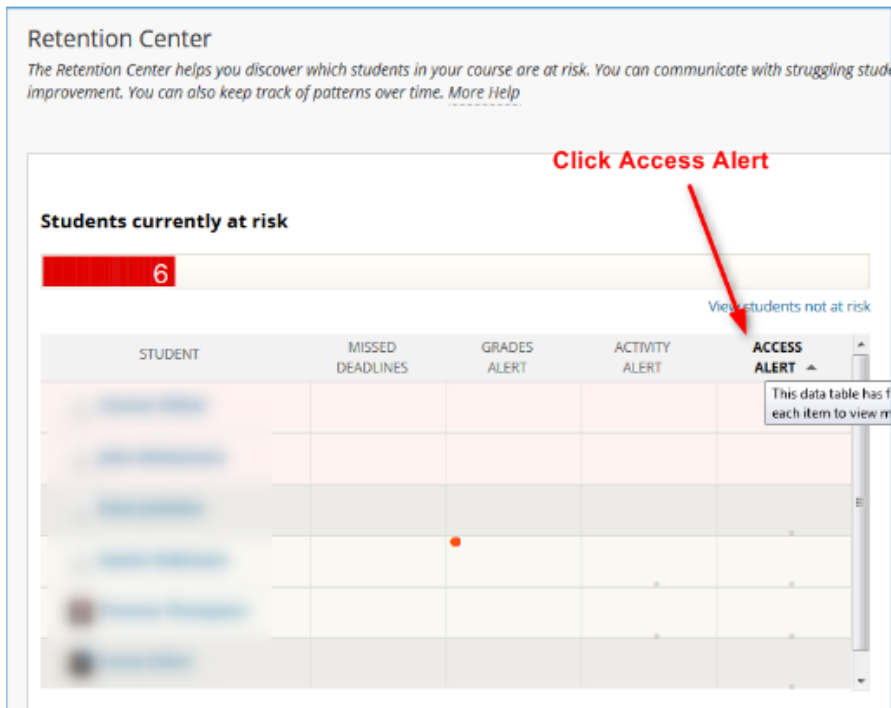 Retention Center
The Retention Center helps you discover which students in your course are at risk. You can communicate with struggling stude
improvement. You can also keep track of patterns over time. More Help
Click Access Alert
Students currently at risk
6
View students not at risk
STUDENT
MISSED DEADLINES
GRADES ALERT
ACTIVITY ALERT
ACCESS ALERT
This data table has f
each item to view m